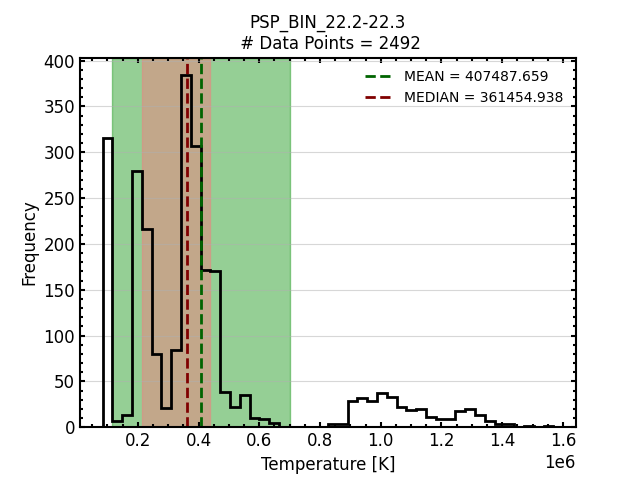 PSP_BIN_22.2-22.3
# Data Points = 2492
MEAN = 407487.659
MEDIAN = 361454.938
Frequency
400
350
300
250
200
150
100
50
0
0.2 0.4 0.6 0.8 1.0 1.2 1.4 1.6
1e6
Temperature [K]